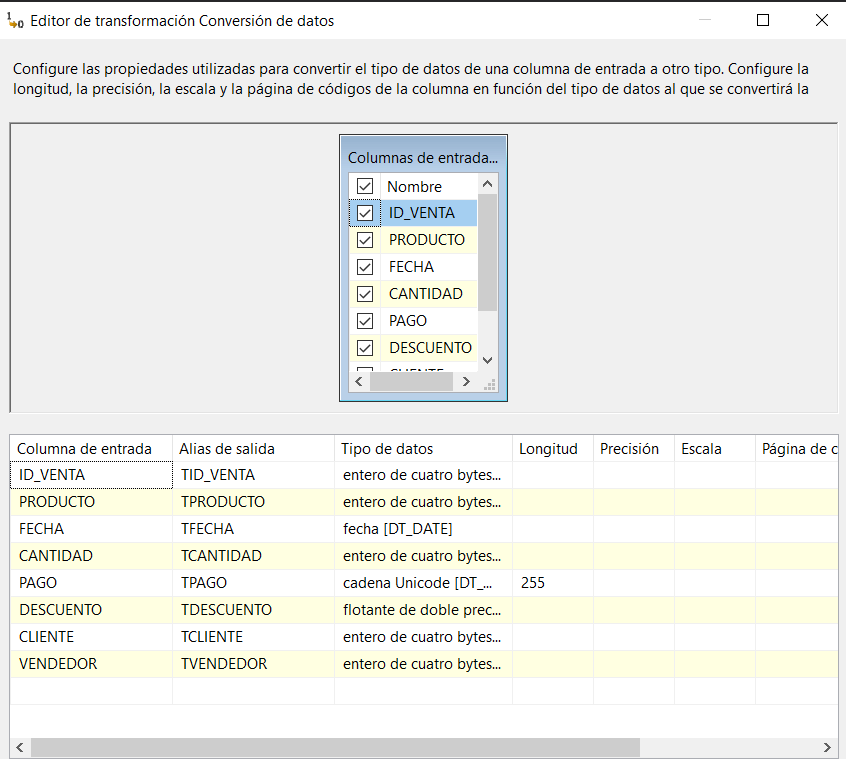 Editor de transformación Conversión de datos
Configure las propiedades utilizadas para convertir el tipo de datos de una columna de entrada a otro tipo. Configure la
longitud, la precisión, la escala y la página de códigos de la columna en función del tipo de datos al que se convertirá la
Columnas de entrada...
Nombre
ID_VENTA
PRODUCTO
FECHA
CANTIDAD
PAGO
DESCUENTO
Columna de entrada Alias de salida Tipo de datos Longitud Precisión Escala Página de c
ID_VENTA TID_VENTA entero de cuatro bytes...
PRODUCTO TPRODUCTO entero de cuatro bytes...
FECHA TFECHA fecha [DT_DATE]
CANTIDAD TCANTIDAD entero de cuatro bytes...
PAGO TPAGO cadena Unicode [DT_... 255
DESCUENTO TDESCUENTO flotante de doble prec...
CLIENTE TCLIENTE entero de cuatro bytes...
VENDEDOR TVENDEDOR entero de cuatro bytes...